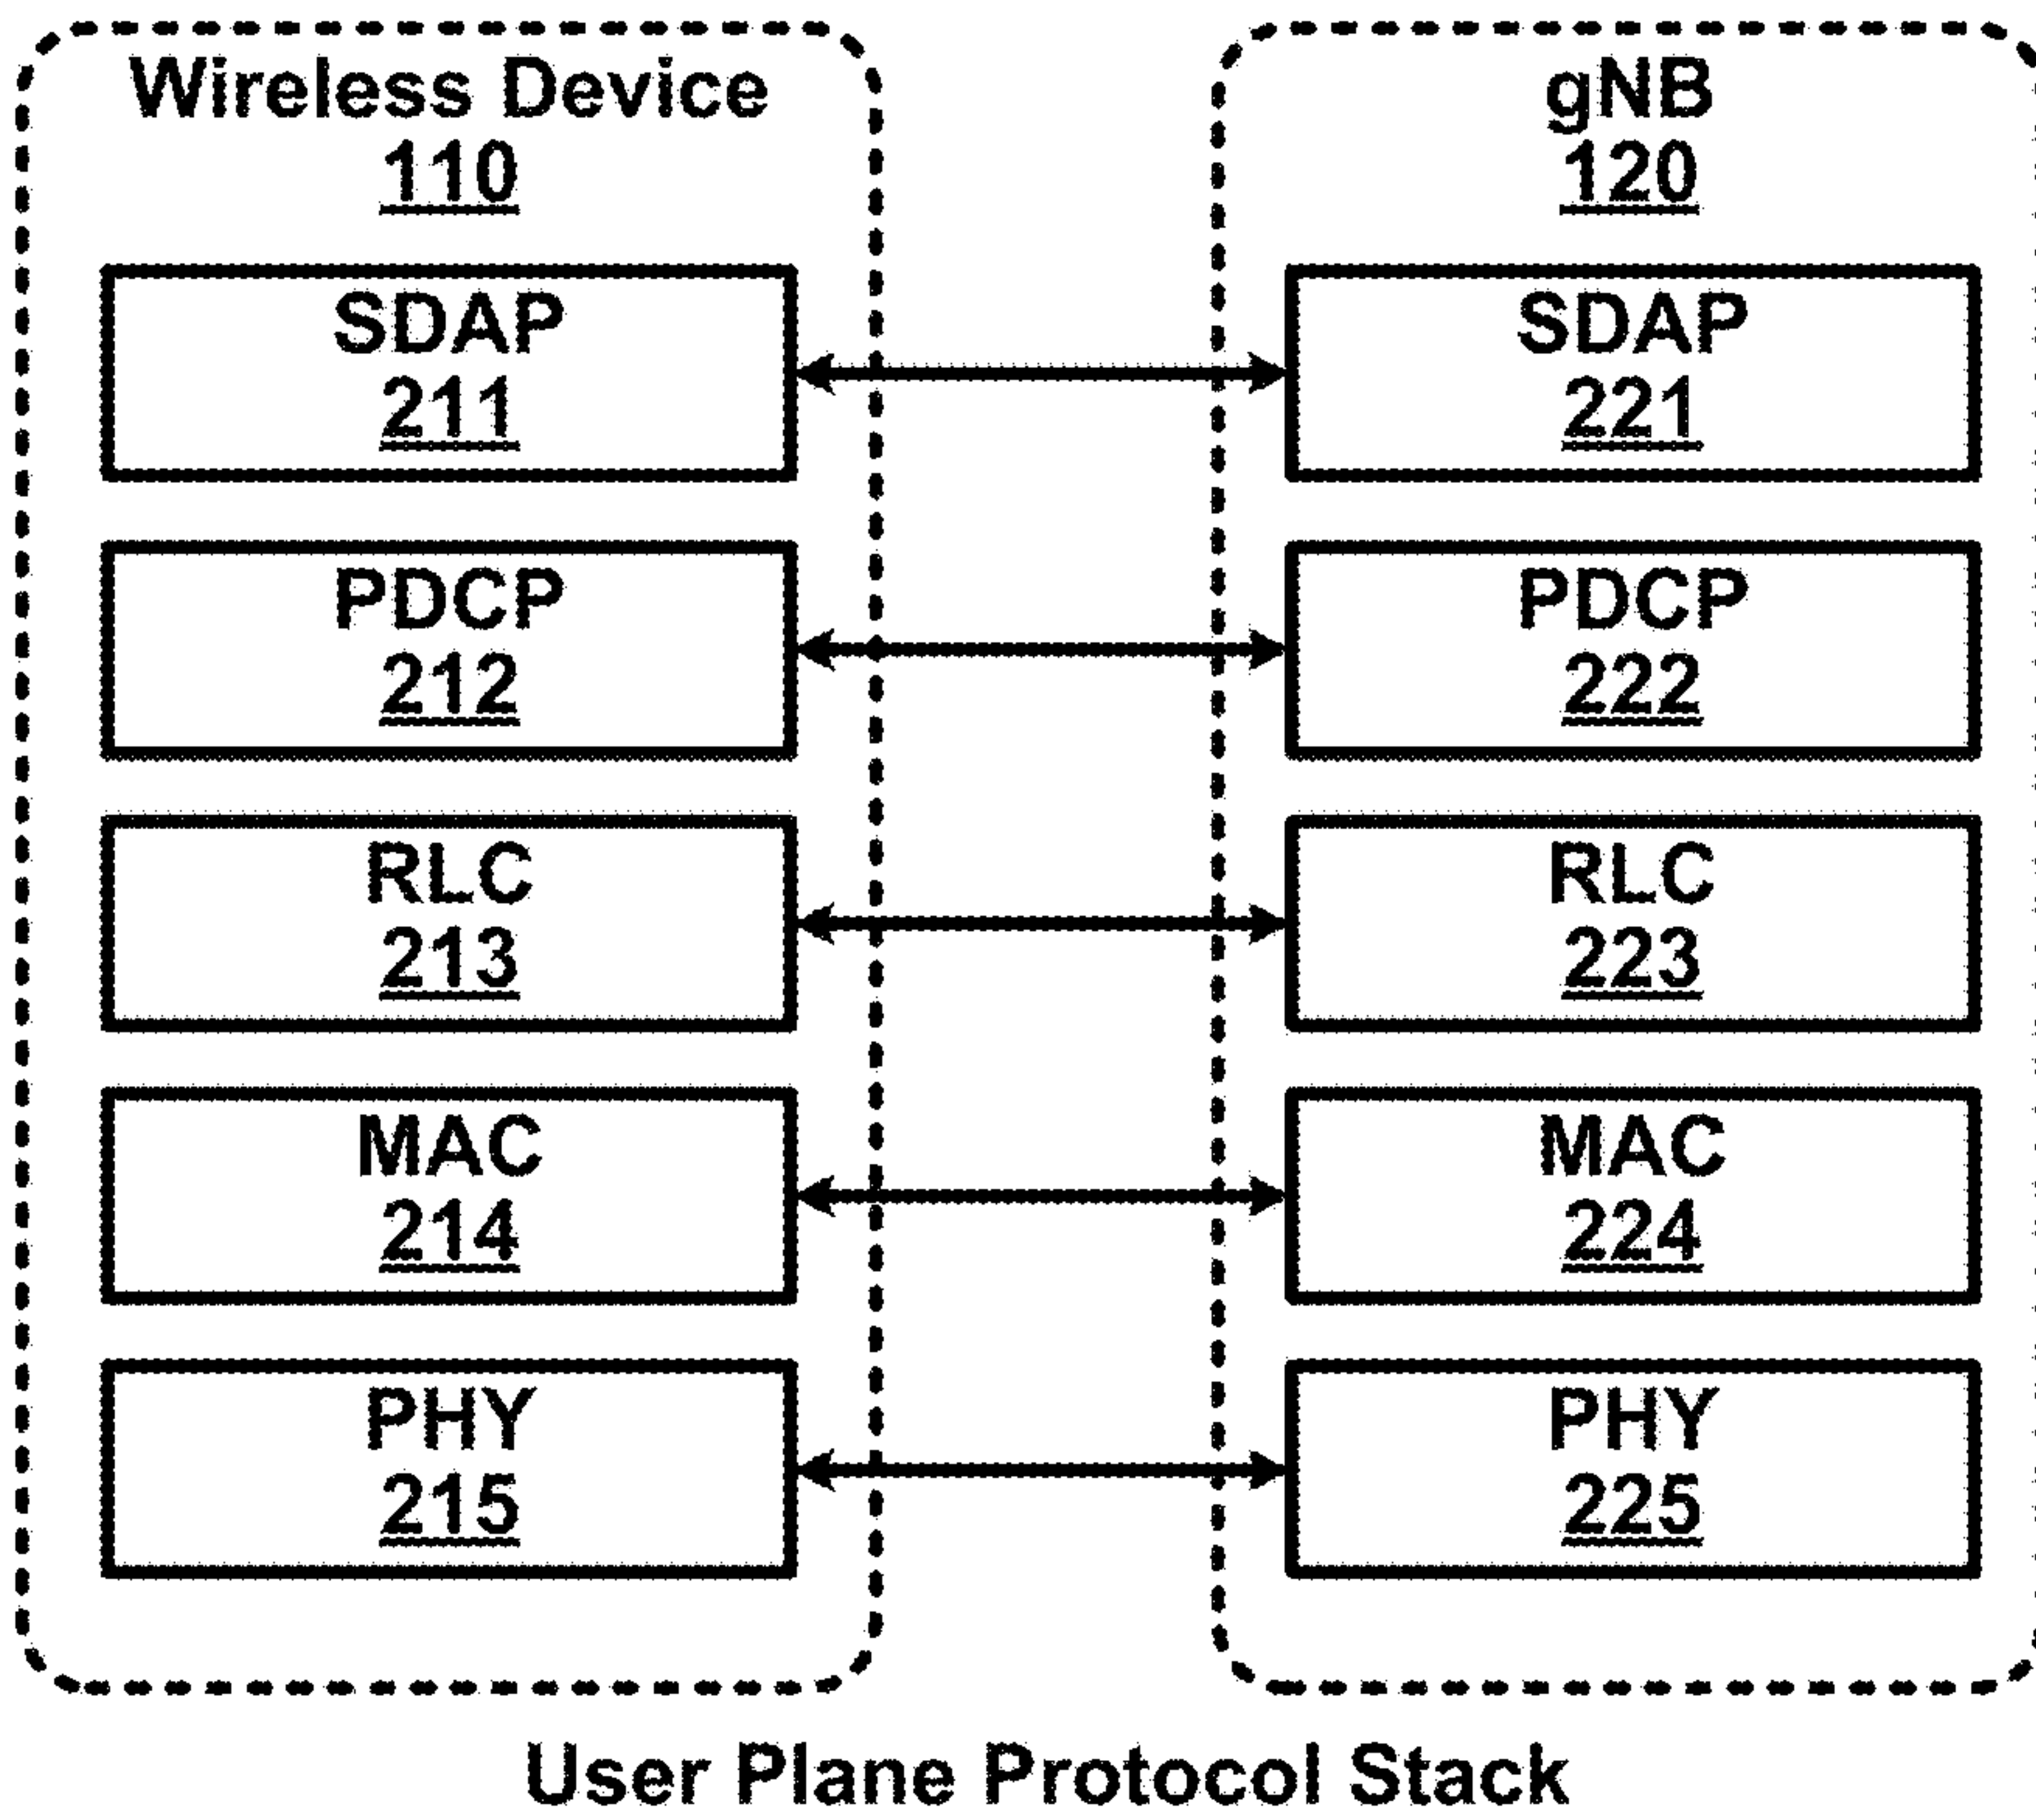 Wireless Device
110
gNB
120
SDAP
211
SDAP
221
PDCP
212
PDCP
222
RLC
213
RLC
223
MAC
214
MAC
224
PHY
215
PHY
225
User Plane Protocol Stack